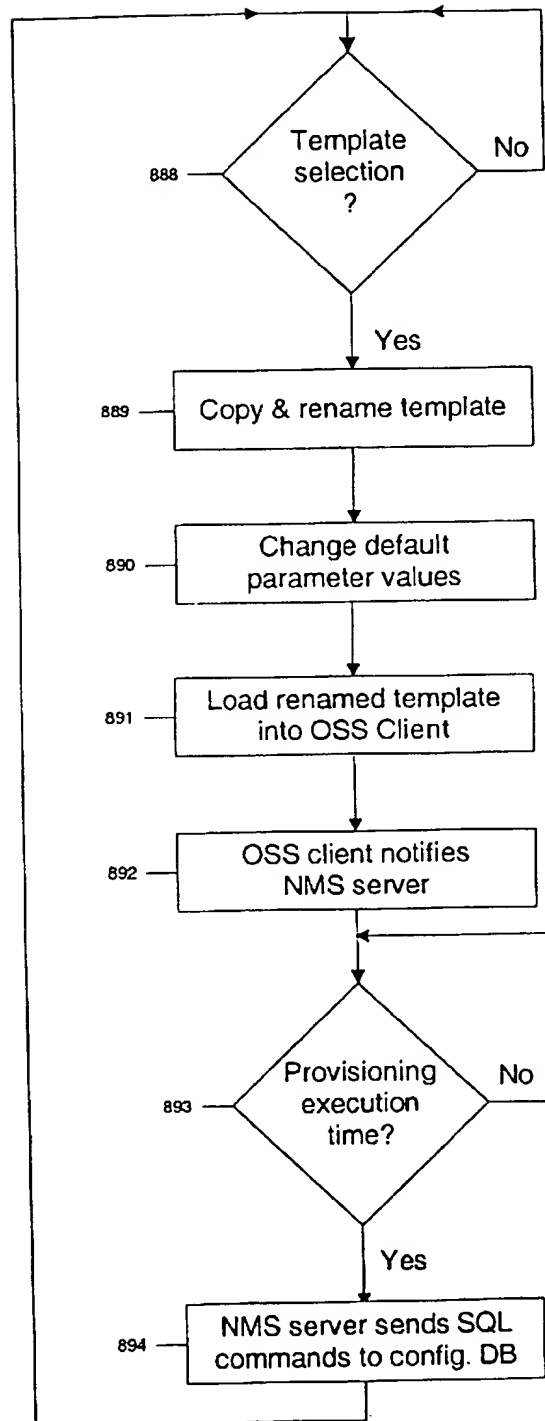 Template
selection
?
No
888
Yes
889
Copy & rename template
890
Change default
parameter values
891
Load renamed template
into OSS Client
892
OSS client notifies
NMS server
893
Provisioning
execution
time?
No
Yes
894
NMS server sends SQL
commands to config. DB